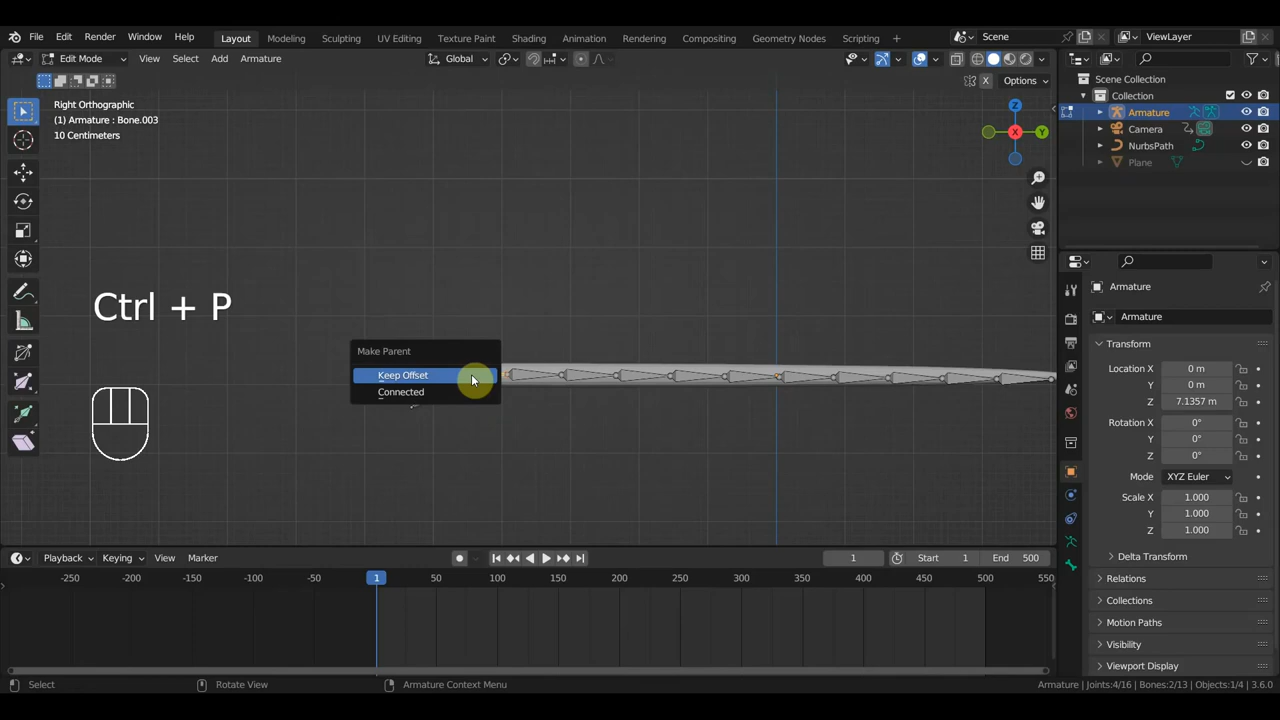 File Edit Render Window Help Layout Modeling Sculpting UV Editing Texture Paint Shading Animation Rendering Compositing Geometry Nodes Scripting + Scene ViewLayer
Edit Mode View Select Add Armature Global
X Options
Right Orthographic
(1) Armature : Bone.003
10 Centimeters
Z
X
Y
Ctrl + P
Make Parent
Keep Offset
Connected
Scene Collection
Collection
Armature
Camera
NurbsPath
Plane
Armature
Armature
Transform
Location X 0 m
Y 0 m
Z 7.1357 m
Rotation X 0°
Y 0°
Z 0°
Mode XYZ Euler
Scale X 1.000
Y 1.000
Z 1.000
Delta Transform
Relations
Collections
Motion Paths
Visibility
Viewport Display
Playback Keying View Marker 1 Start 1 End 500
-250 -200 -150 -100 -50 1 50 100 150 200 250 300 350 400 450 500 550
Select Rotate View Armature Context Menu Armature | Joints:4/16 | Bones:2/13 | Objects:1/4 | 3.6.0